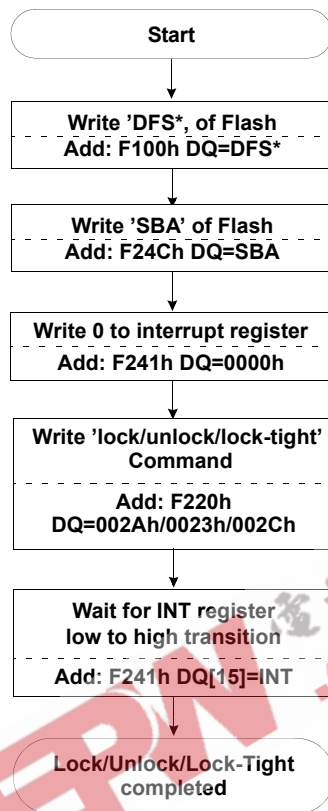 Start
Write ’DFS*, of Flash
Add: F100h DQ=DFS*
Write ’SBA’ of Flash
Add: F24Ch DQ=SBA
Write 0 to interrupt register
Add: F241h DQ=0000h
Write ’lock/unlock/lock-tight’
Command
Add: F220h
DQ=002Ah/0023h/002Ch
Wait for INT register
low to high transition
Add: F241h DQ[15]=INT
Lock/Unlock/Lock-Tight
completed